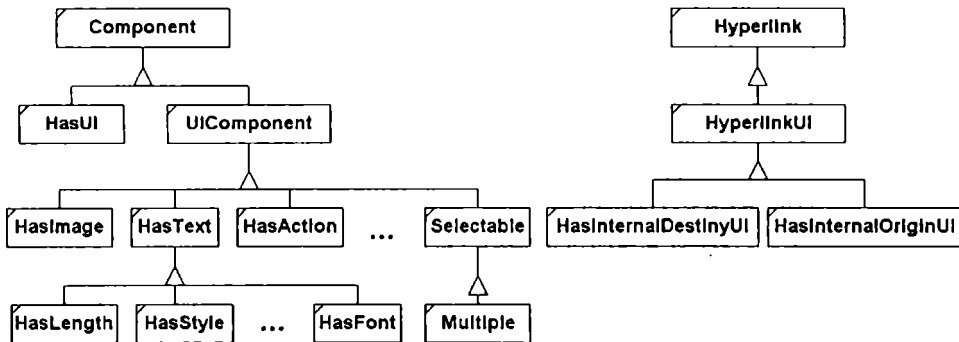 Component
Hyperlink
HasUI
UIComponent
HyperlinkUI
HasImage
HasText
HasAction
...
Selectable
HasInternalDestinyUI
HasInternalOriginUI
HasLength
HasStyle
...
HasFont
Multiple